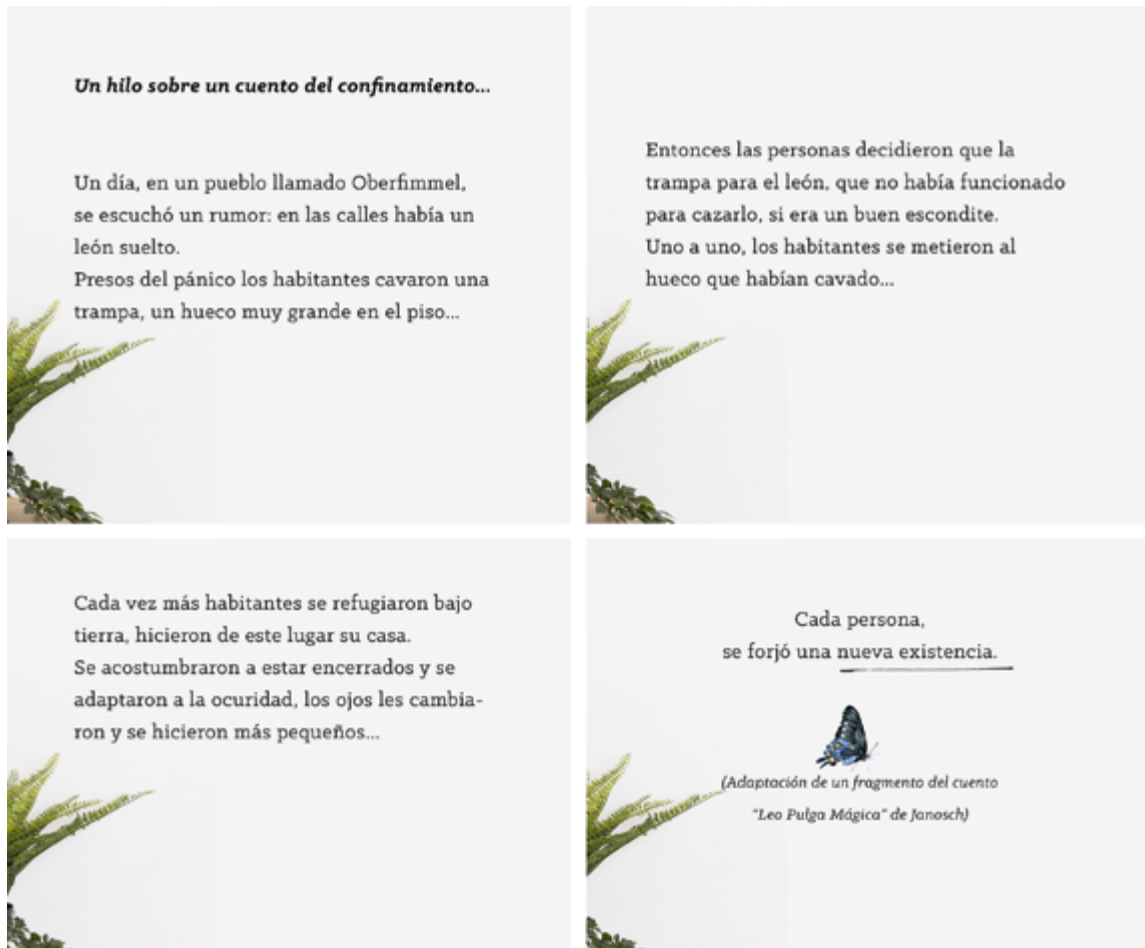 Un hilo sobre un cuento del confinamiento...
Un día, en un pueblo llamado Oberfimmel,
se escuchó un rumor: en las calles había un
león suelto.
Presos del pánico los habitantes cavaron una
trampa, un hueco muy grande en el piso...
Entonces las personas decidieron que la
trampa para el león, que no había funcionado
para cazarlo, si era un buen escondite.
Uno a uno, los habitantes se metieron al
hueco que habían cavado...
Cada vez más habitantes se refugiaron bajo
tierra, hicieron de este lugar su casa.
Se acostumbraron a estar encerrados y se
adaptaron a la ocuridad, los ojos les cambia-
ron y se hicieron más pequeños...
Cada persona,
se forjó una nueva existencia.
(Adaptación de un fragmento del cuento
"Leo Pulga Mágica" de Janosch)